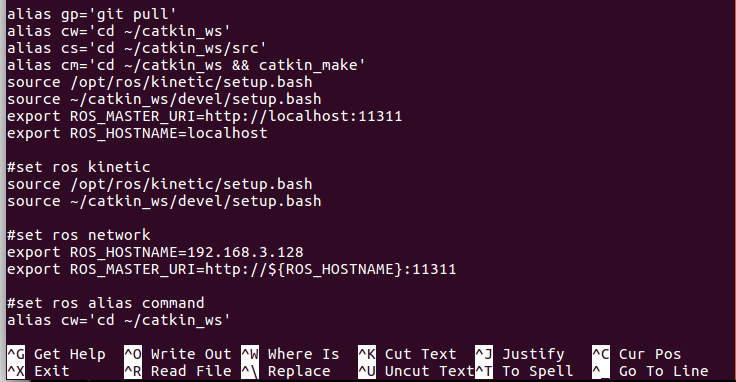 alias gp='git pull'
alias cw='cd ~/catkin_ws'
alias cs='cd ~/catkin_ws/src'
alias cm='cd ~/catkin_ws && catkin_make'
source /opt/ros/kinetic/setup.bash
source ~/catkin_ws/devel/setup.bash
export ROS_MASTER_URI=http://localhost:11311
export ROS_HOSTNAME=localhost

#set ros kinetic
source /opt/ros/kinetic/setup.bash
source ~/catkin_ws/devel/setup.bash

#set ros network
export ROS_HOSTNAME=192.168.3.128
export ROS_MASTER_URI=http://${ROS_HOSTNAME}:11311

#set ros alias command
alias cw='cd ~/catkin_ws'

^G Get Help ^O Write Out ^W Where Is ^K Cut Text ^J Justify ^C Cur Pos
^X Exit ^R Read File ^\ Replace ^U Uncut Text ^T To Spell ^_ Go To Line